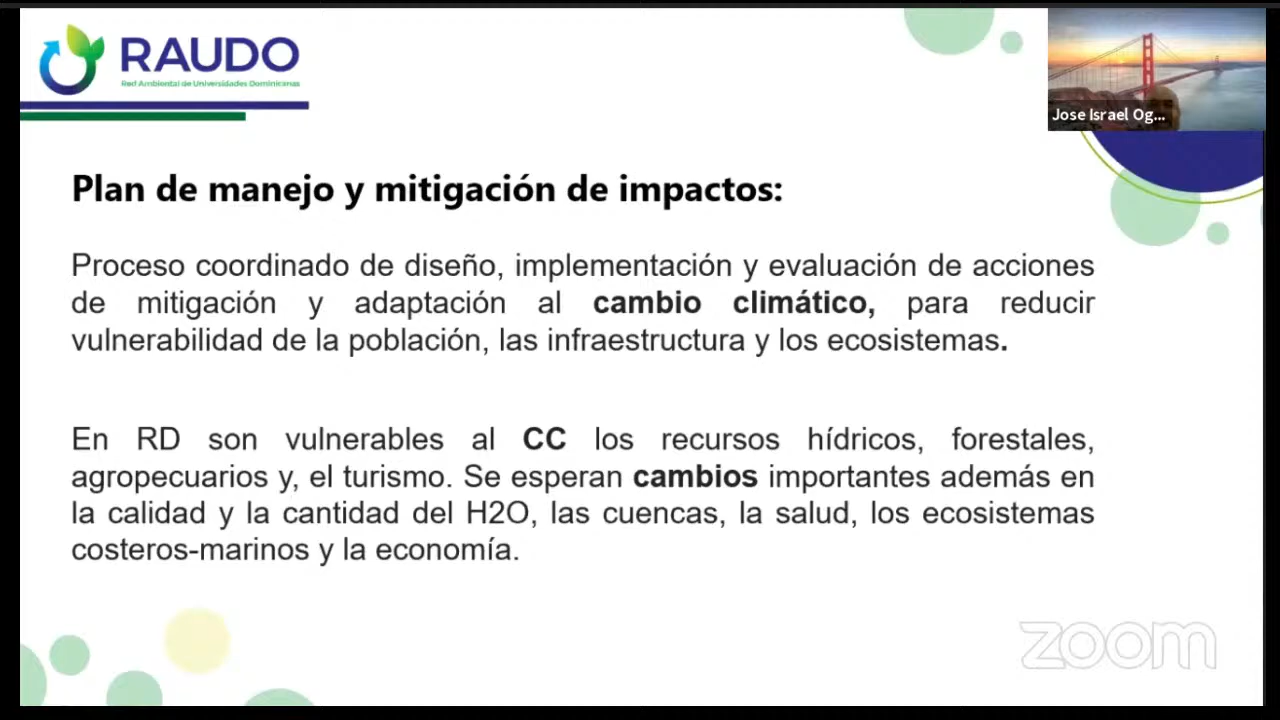 RAUDO
Red Ambiental de Universidades Dominicanas
Jose Israel Og...
Plan de manejo y mitigación de impactos:
Proceso coordinado de diseño, implementación y evaluación de acciones
de mitigación y adaptación al cambio climático, para reducir
vulnerabilidad de la población, las infraestructura y los ecosistemas.
En RD son vulnerables al CC los recursos hídricos, forestales,
agropecuarios y, el turismo. Se esperan cambios importantes además en
la calidad y la cantidad del H2O, las cuencas, la salud, los ecosistemas
costeros-marinos y la economía.
zoom